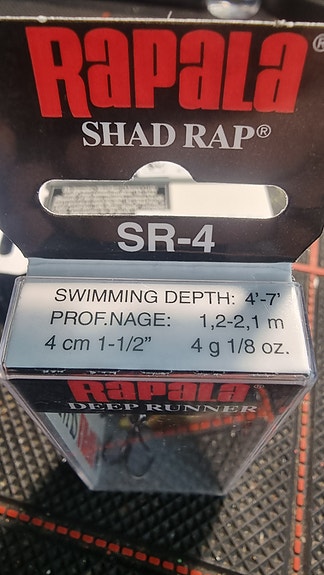 Rapala®
SHAD RAP®
SR-4
SWIMMING DEPTH: 4'-7'
PROF.NAGE: 1,2-2,1 m
4 cm 1-1/2" 4 g 1/8 oz.
Rapala®
DEEP RUNNER